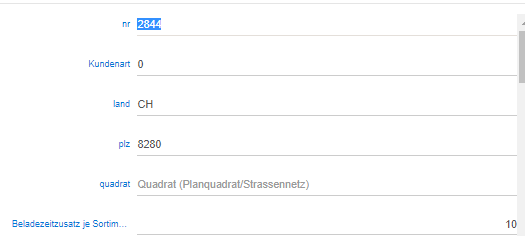 nr 2844
Kundenart 0
land CH
plz 8280
quadrat Quadrat (Planquadrat/Strassennetz)
Beladezeitzusatz je Sortim... 10